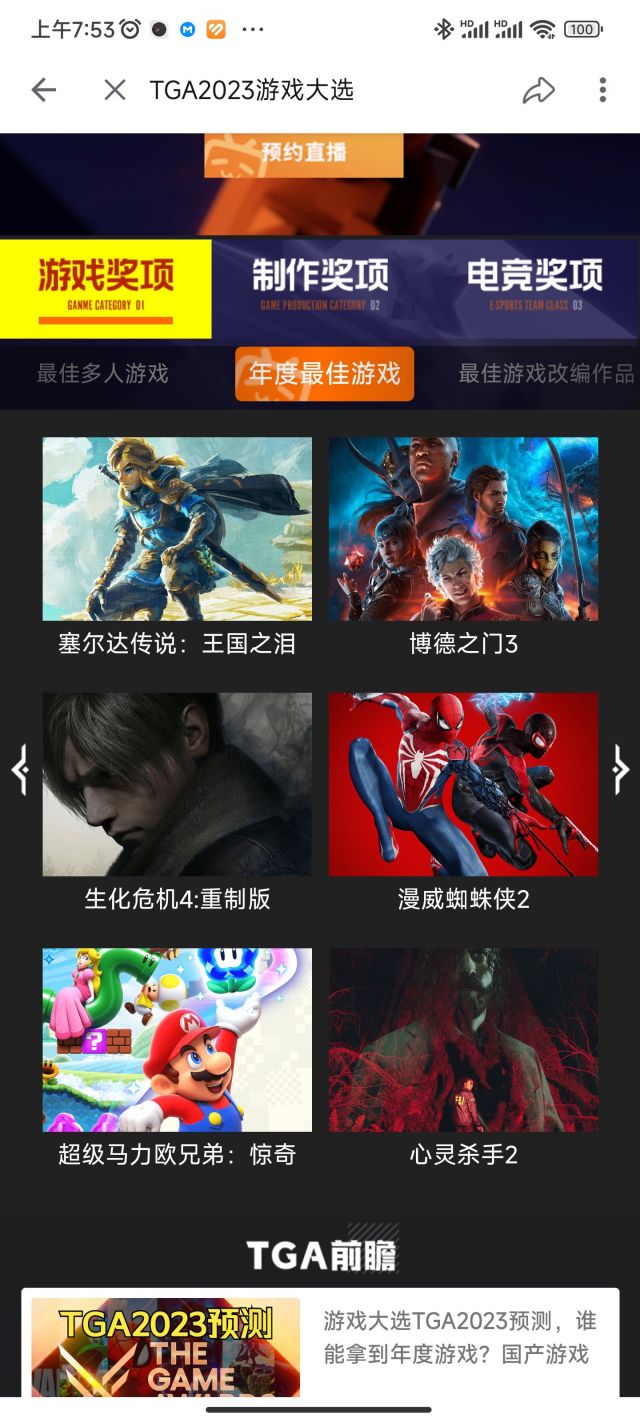 上午7:53
HD HD 100
TGA2023游戏大选
预约直播
游戏奖项 制作奖项 电竞奖项
GANME CATEGORY 01 GAME PRODUCTION CATEGORY 02 E-SPORTS TEAM CLASS 03
最佳多人游戏 年度最佳游戏 最佳游戏改编作品
塞尔达传说：王国之泪 博德之门3
生化危机4:重制版 漫威蜘蛛侠2
超级马力欧兄弟：惊奇 心灵杀手2
TGA前瞻
TGA2023预测 游戏大选TGA2023预测，谁
THE 能拿到年度游戏？国产游戏
GAME
AWARDS